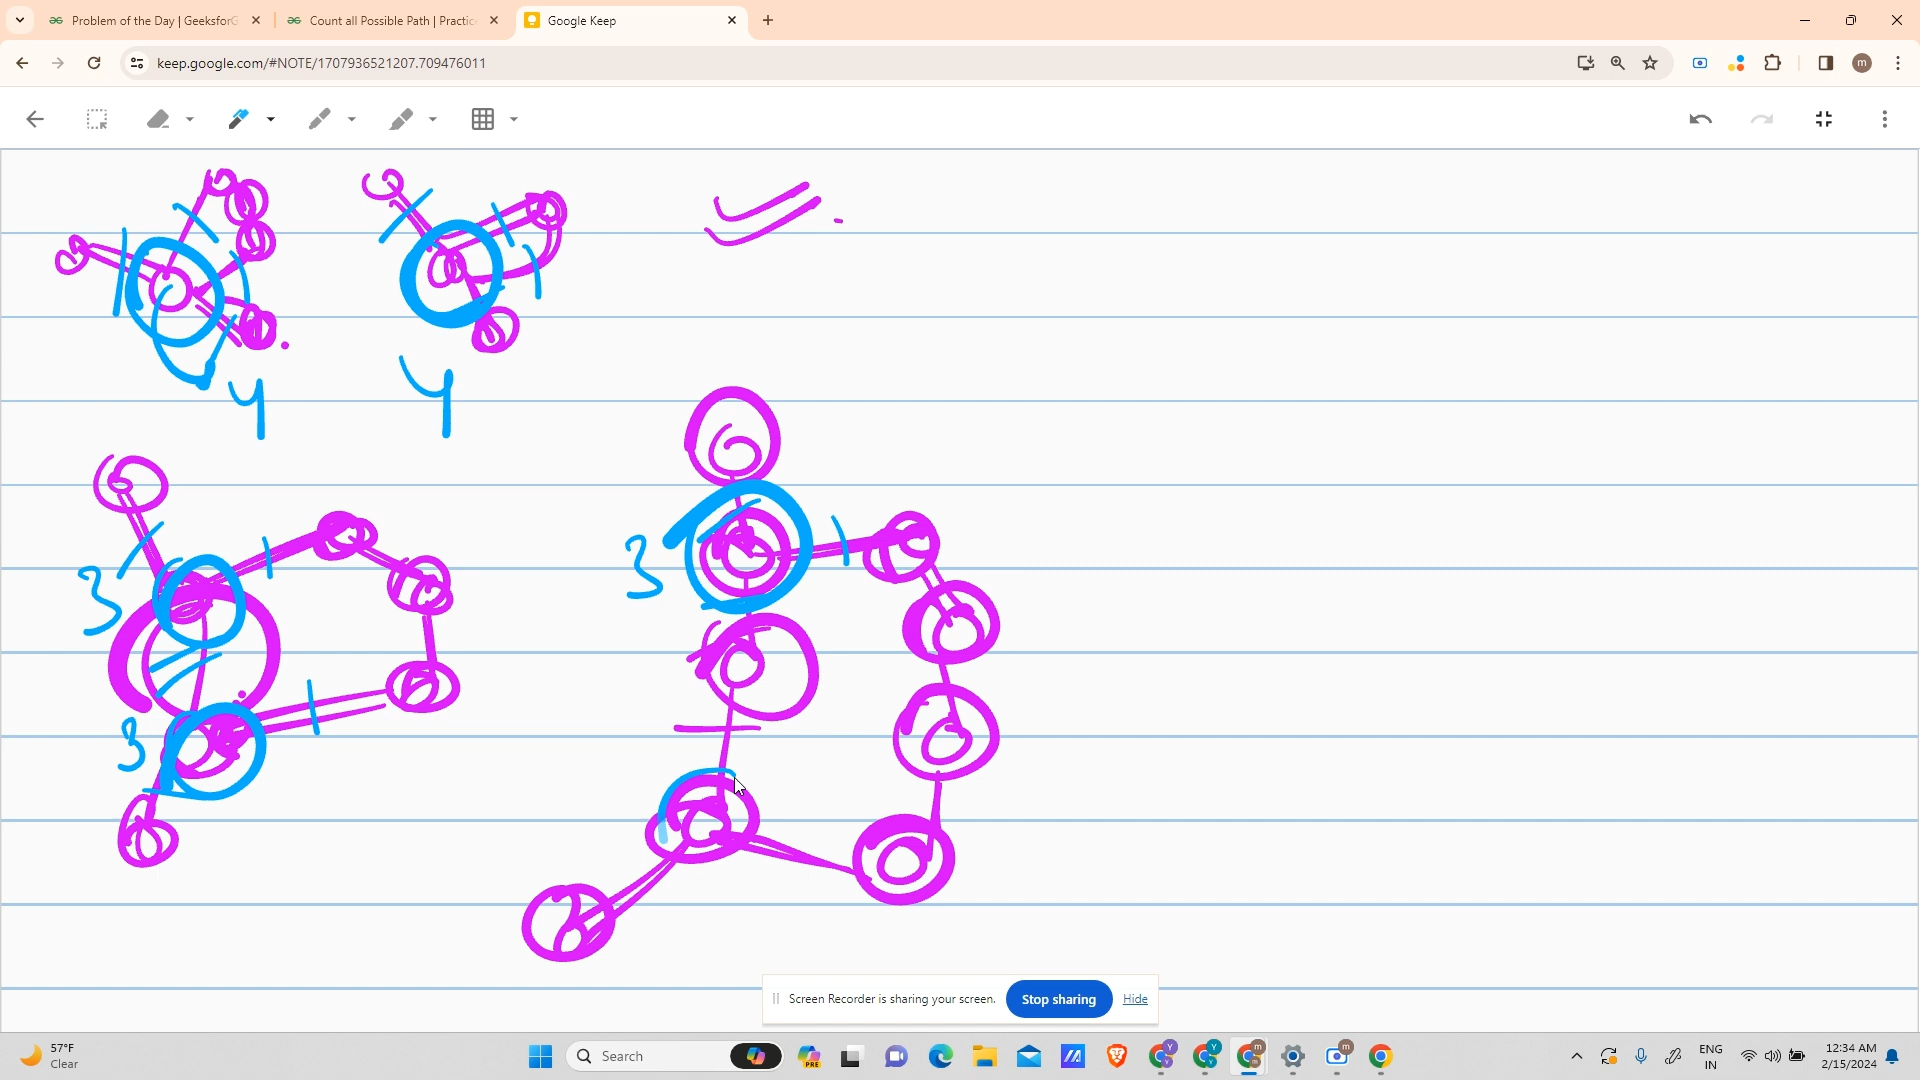 Problem of the Day | GeeksforG
Count all Possible Path | Practic
Google Keep
keep.google.com/#NOTE/1707936521207.709476011
m
4
4
3
3
3
Screen Recorder is sharing your screen.
Stop sharing
Hide
57°F
Clear
Search
PRE
ENG
IN
12:34 AM
2/15/2024